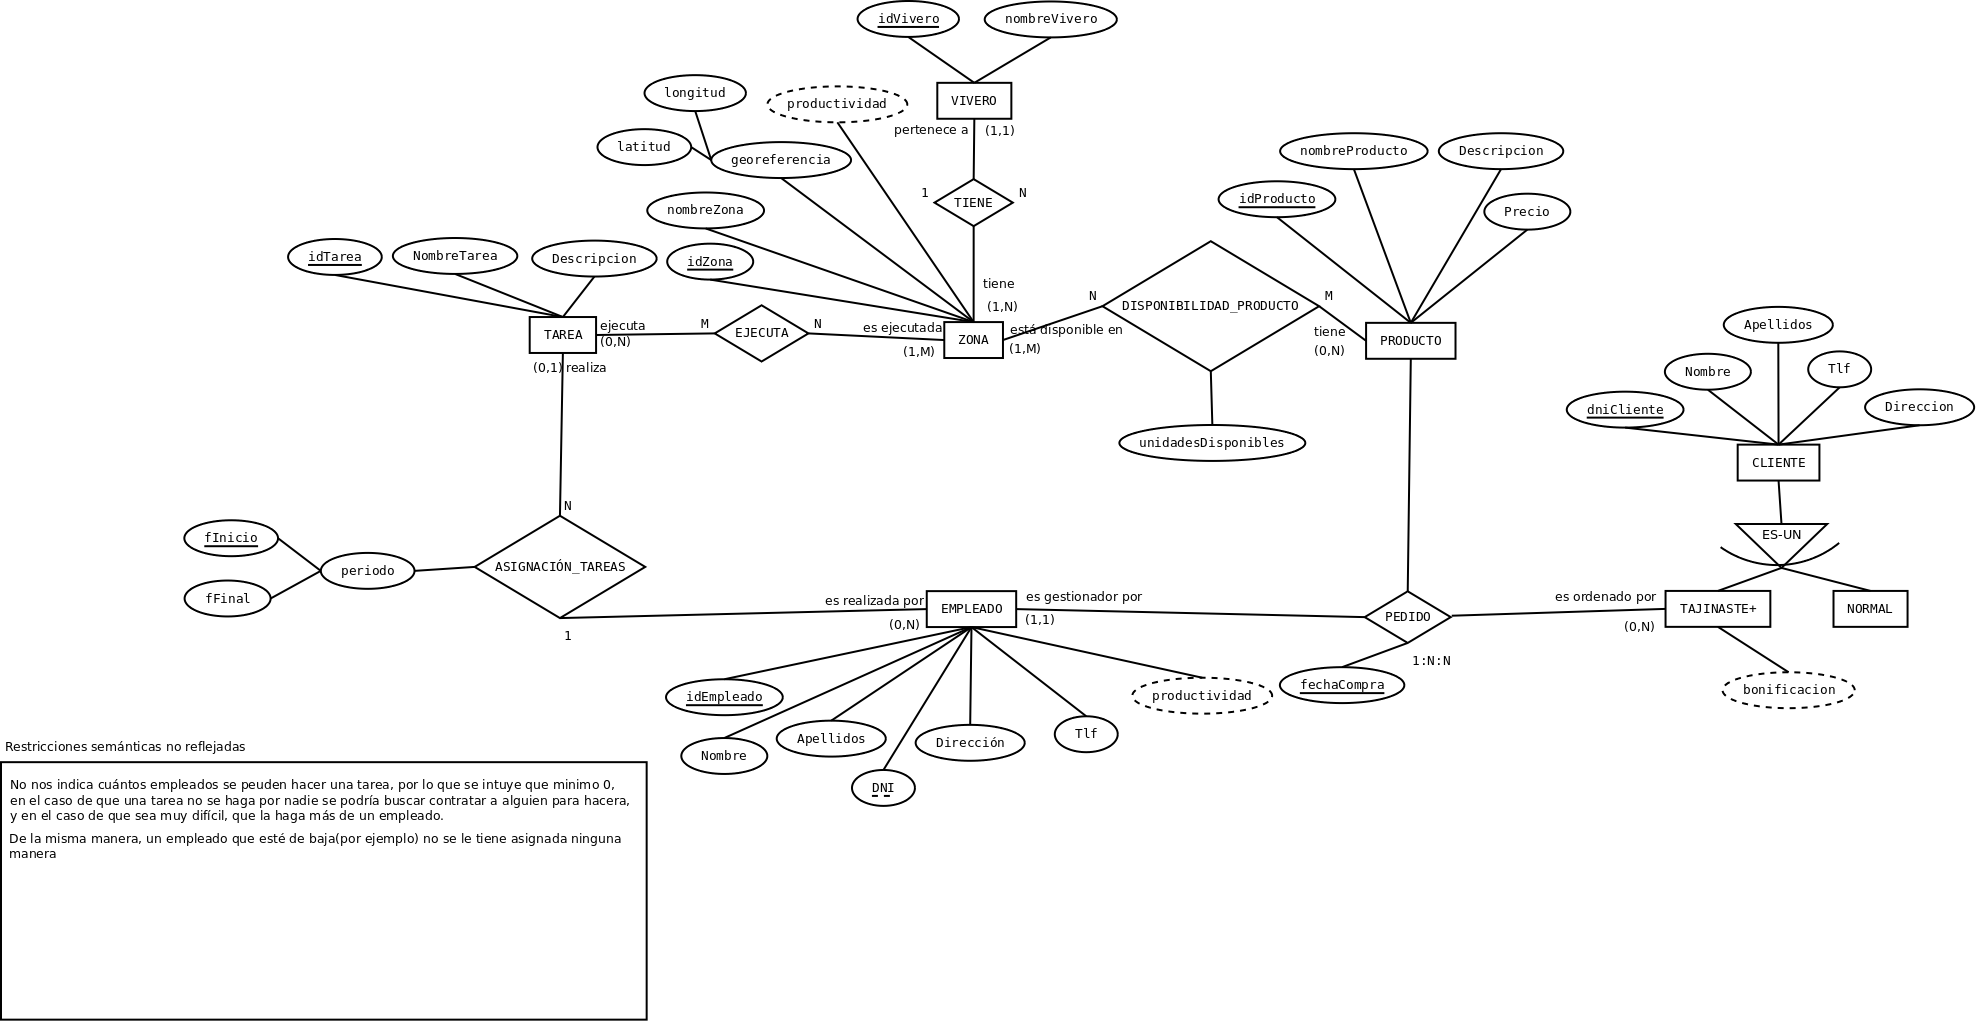 idVivero
nombreVivero
longitud
productividad
VIVERO
pertenece a
(1,1)
latitud
georeferencia
nombreProducto
Descripcion
1
N
TIENE
idProducto
Precio
nombreZona
idTarea
NombreTarea
Descripcion
idZona
tiene
(1,N)
N
DISPONIBILIDAD_PRODUCTO
M
TAREA
ejecuta
(0,N)
M
EJECUTA
N
es ejecutada
(1,M)
ZONA
está disponible en
(1,M)
tiene
(0,N)
PRODUCTO
Apellidos
(0,1) realiza
Nombre
Tlf
dniCliente
Direccion
unidadesDisponibles
CLIENTE
N
ES-UN
fInicio
periodo
fFinal
ASIGNACIÓN_TAREAS
1
es realizada por
(0,N)
EMPLEADO
es gestionador por
(1,1)
PEDIDO
1:N:N
es ordenado por
(0,N)
TAJINASTE+
NORMAL
idEmpleado
productividad
fechaCompra
bonificacion
Nombre
Apellidos
DNI
Dirección
Tlf
Restricciones semánticas no reflejadas
No nos indica cuántos empleados se peuden hacer una tarea, por lo que se intuye que minimo 0,
en el caso de que una tarea no se haga por nadie se podría buscar contratar a alguien para hacera,
y en el caso de que sea muy difícil, que la haga más de un empleado.
De la misma manera, un empleado que esté de baja(por ejemplo) no se le tiene asignada ninguna
manera